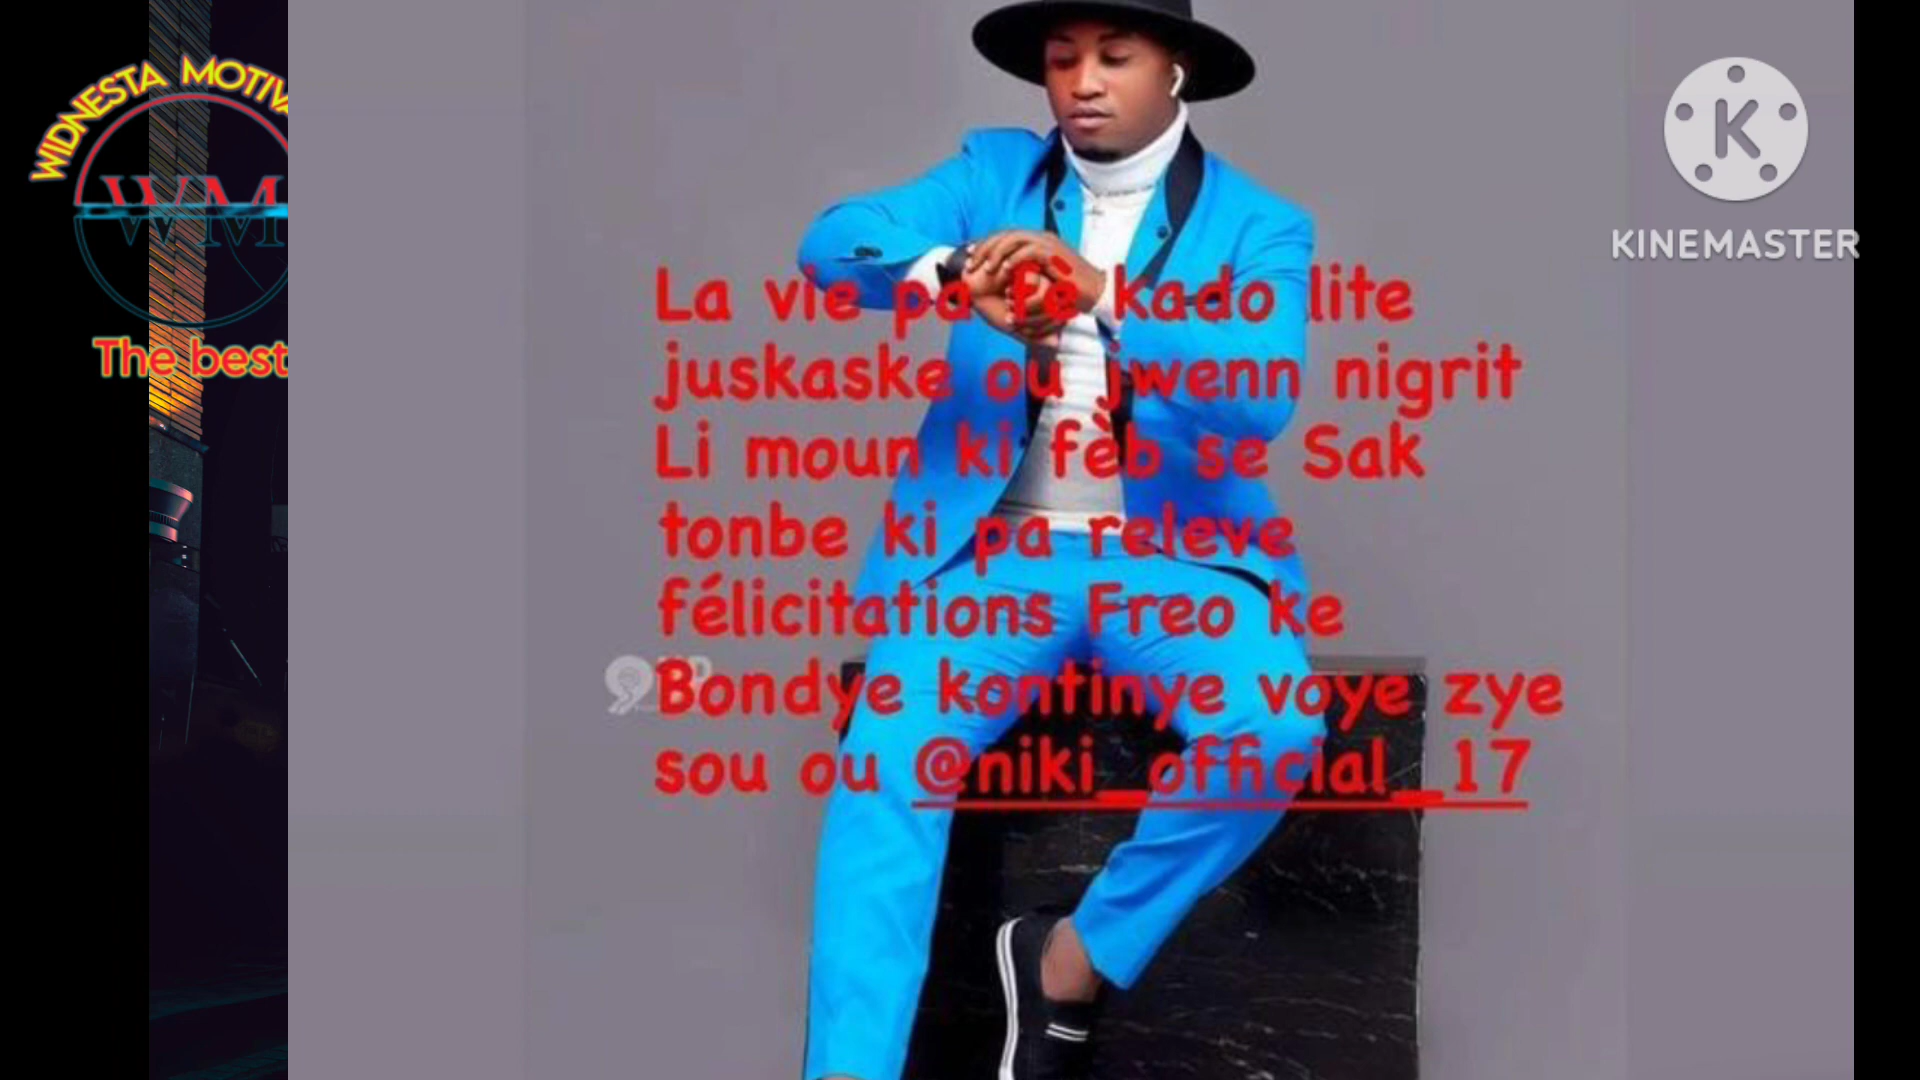 WIDNESTA MOTIV
WM
The best
KINEMASTER
La vie pa fè kado lite
juskaske ou jwenn nigrit
Li moun ki fèb se Sak
tonbe ki pa releve
félicitations Freo ke
Bondye kontinye voye zye
sou ou @niki_official_17